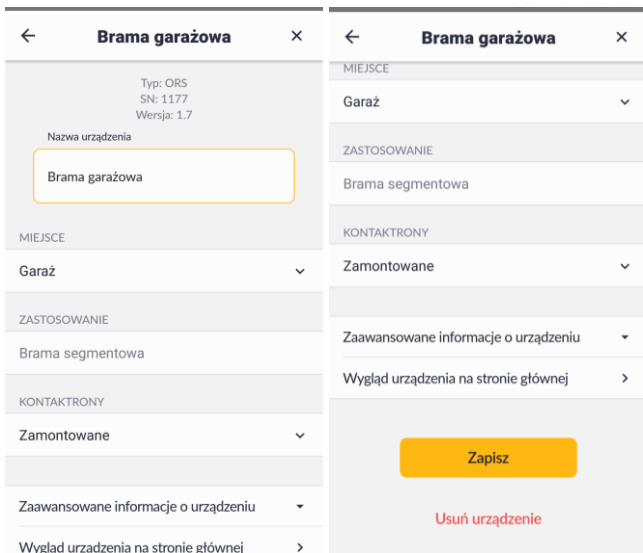 Brama garażowa
Typ: ORS
SN: 1177
Wersja: 1.7
Nazwa urządzenia
Brama garażowa
MIEJSCE
Garaż
ZASTOSOWANIE
Brama segmentowa
KONTAKTRONY
Zamontowane
Zaawansowane informacje o urządzeniu
Wygląd urządzenia na stronie głównej
Brama garażowa
MIEJSCE
Garaż
ZASTOSOWANIE
Brama segmentowa
KONTAKTRONY
Zamontowane
Zaawansowane informacje o urządzeniu
Wygląd urządzenia na stronie głównej
Zapisz
Usuń urządzenie